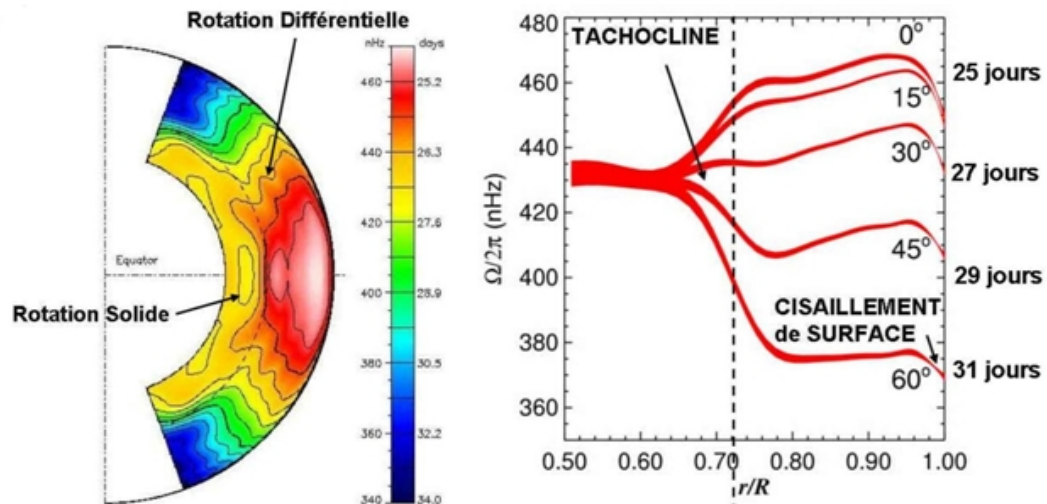 Rotation Différentielle
nHz
days
460
25.2
440
26.3
420
27.6
400
28.9
380
30.5
360
32.2
340
34.0
Equator
Rotation Solide
Ω/2π (nHz)
480
460
440
420
400
380
360
TACHOCLINE
0°
15°
30°
45°
60°
25 jours
27 jours
29 jours
31 jours
CISAILLEMENT
de SURFACE
0.50
0.60
0.70
0.80
0.90
1.00
r/R